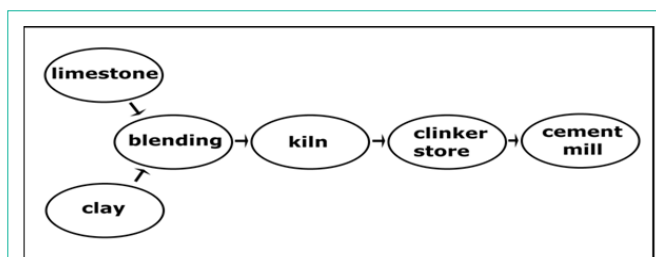 limestone
blending
kiln
clinker
store
cement
mill
clay